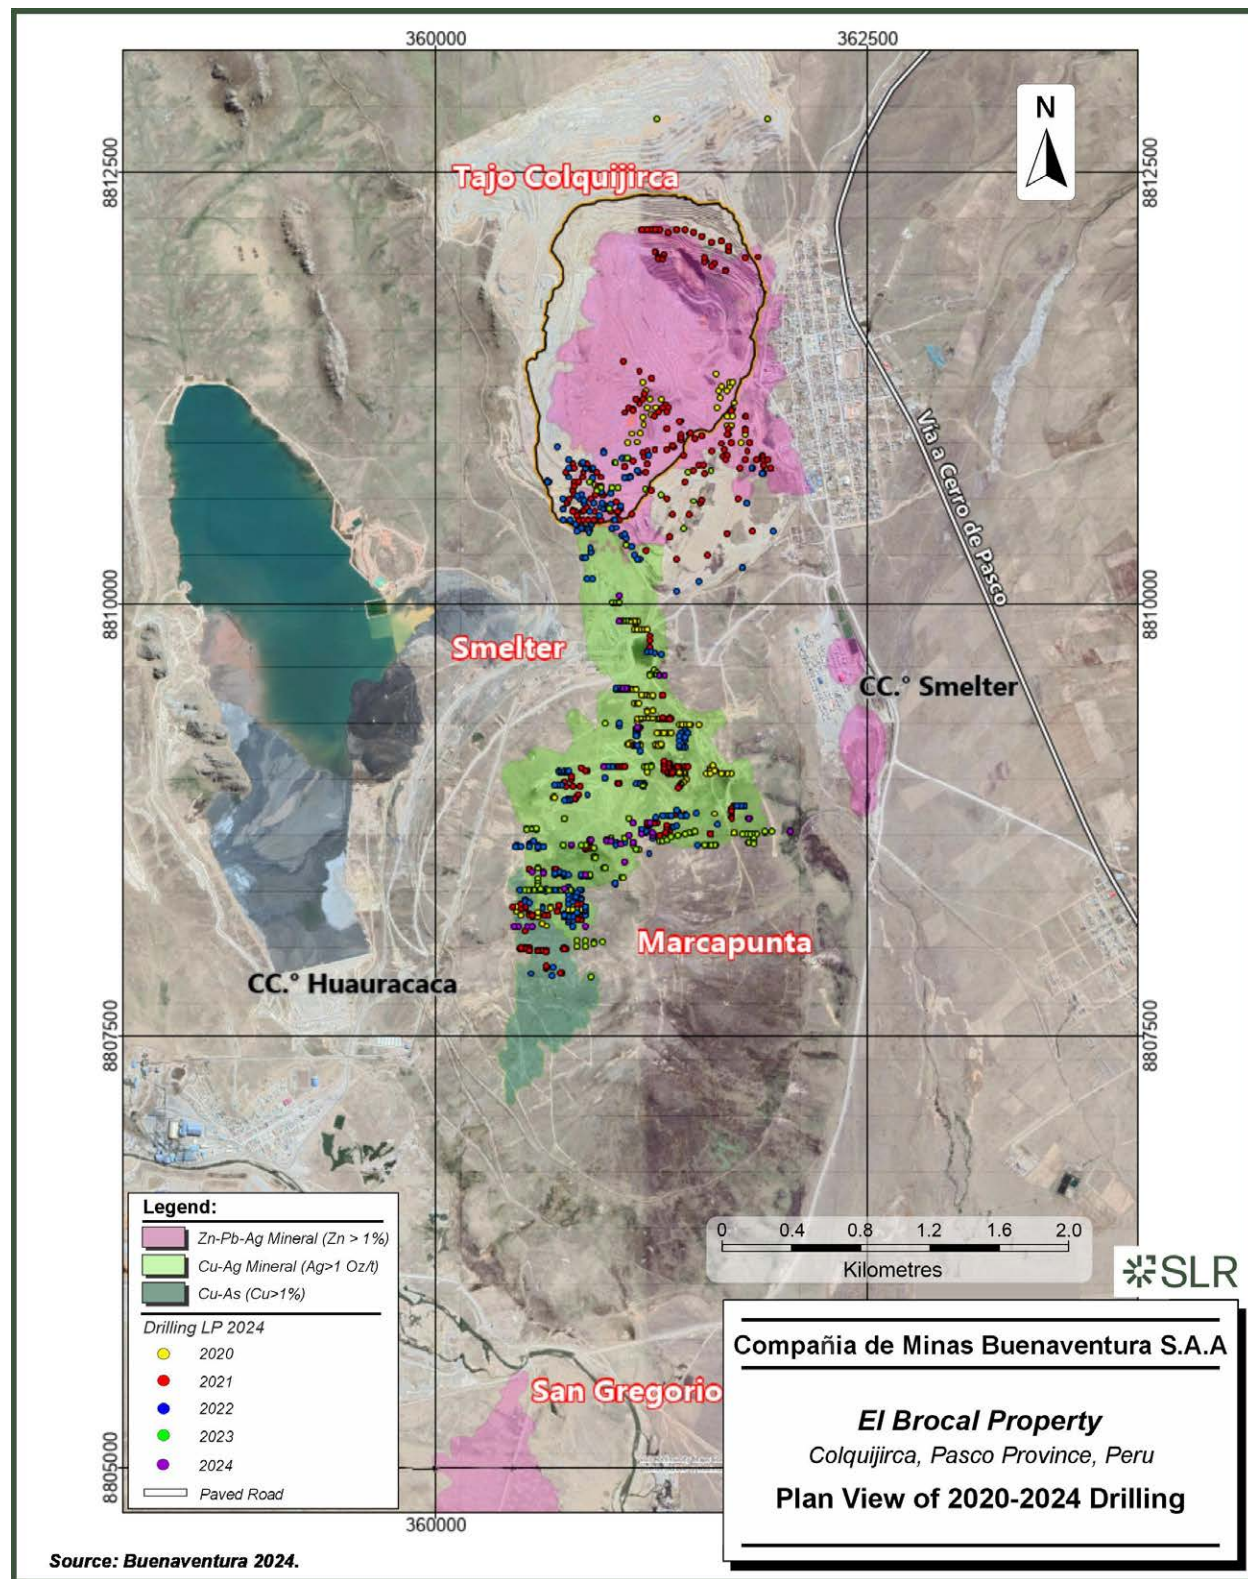 360000
362500
N
8812500
8812500
Tajo Colquijirca
Vía a Cerro de Pasco
8810000
8810000
Smelter
CC.° Smelter
Marcapunta
CC.° Huauracaca
8807500
8807500
Legend:
Zn-Pb-Ag Mineral (Zn > 1%)
Cu-Ag Mineral (Ag>1 Oz/t)
Cu-As (Cu>1%)
Drilling LP 2024
2020
2021
2022
2023
2024
Paved Road
0 0.4 0.8 1.2 1.6 2.0
Kilometres
SLR
San Gregorio
8805000
360000
Compañia de Minas Buenaventura S.A.A
El Brocal Property
Colquijirca, Pasco Province, Peru
Plan View of 2020-2024 Drilling
Source: Buenaventura 2024.